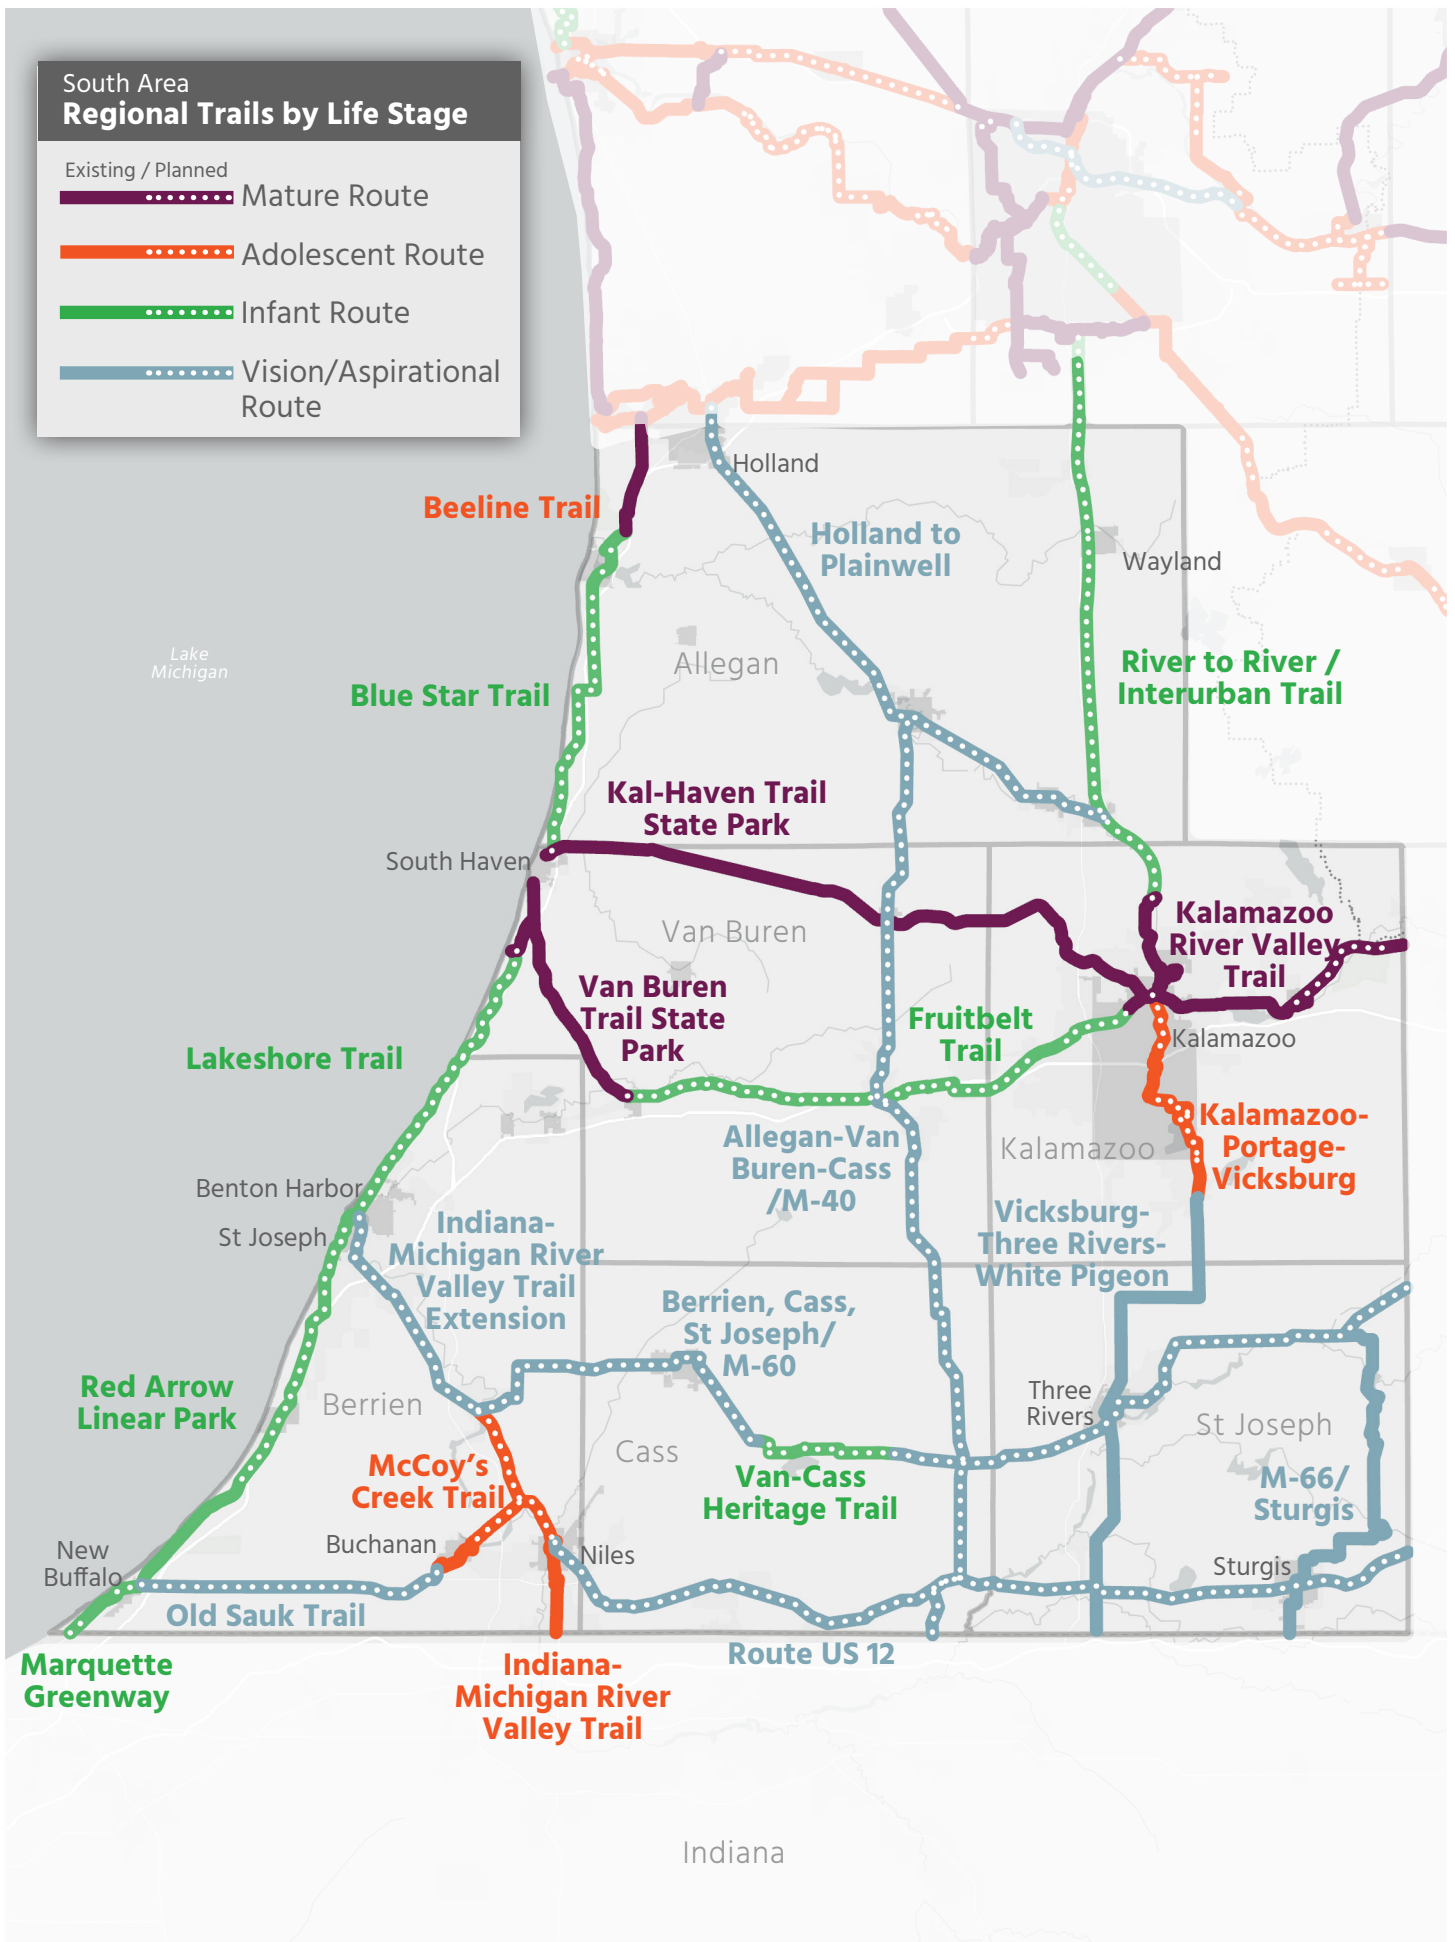 South Area
Regional Trails by Life Stage
Existing / Planned
Mature Route
Adolescent Route
Infant Route
Vision/Aspirational
Route
Holland
Beeline Trail
Holland to
Plainwell
Wayland
Lake
Michigan
Allegan
River to River /
Interurban Trail
Blue Star Trail
Kal-Haven Trail
State Park
South Haven
Van Buren
Kalamazoo
River Valley
Trail
Van Buren
Trail State
Park
Fruitbelt
Trail
Kalamazoo
Lakeshore Trail
Kalamazoo-
Portage-
Vicksburg
Allegan-Van
Buren-Cass
/M-40
Kalamazoo
Benton Harbor
St Joseph
Indiana-
Michigan River
Valley Trail
Extension
Vicksburg-
Three Rivers-
White Pigeon
Berrien, Cass,
St Joseph/
M-60
Red Arrow
Linear Park
Berrien
Three
Rivers
St Joseph
Cass
McCoy's
Creek Trail
Van-Cass
Heritage Trail
M-66/
Sturgis
Buchanan
Niles
New
Buffalo
Sturgis
Old Sauk Trail
Route US 12
Marquette
Greenway
Indiana-
Michigan River
Valley Trail
Indiana